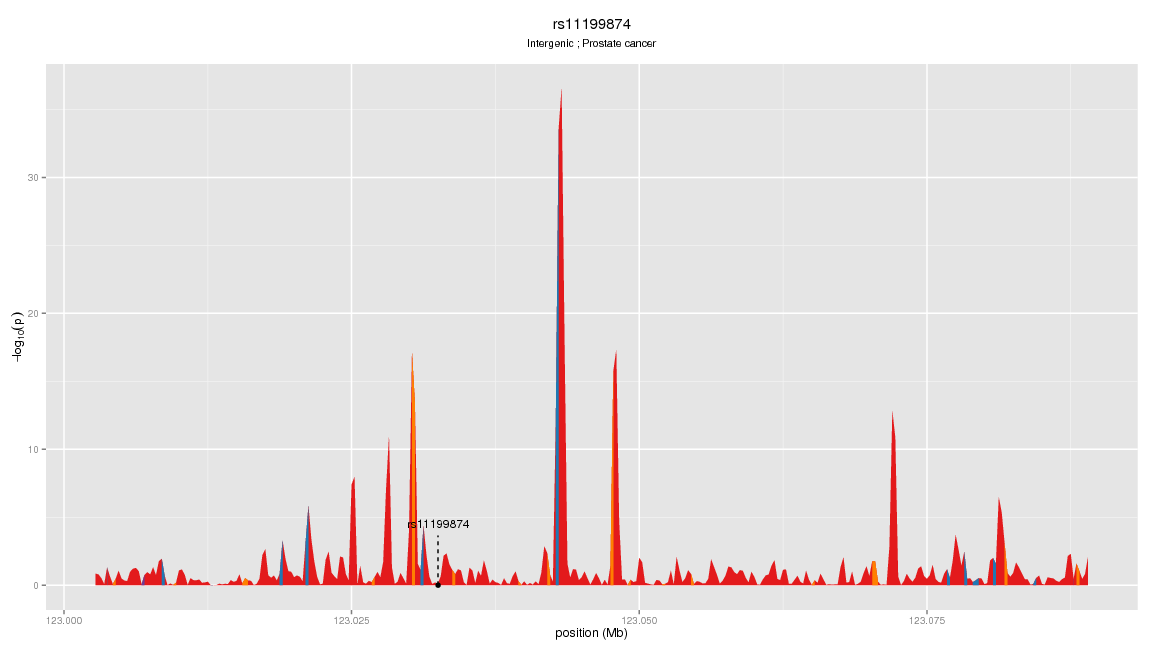 rs11199874
Intergenic ; Prostate cancer
−log10(p)
30
20
10
0
rs11199874
123.000
123.025
123.050
123.075
position (Mb)